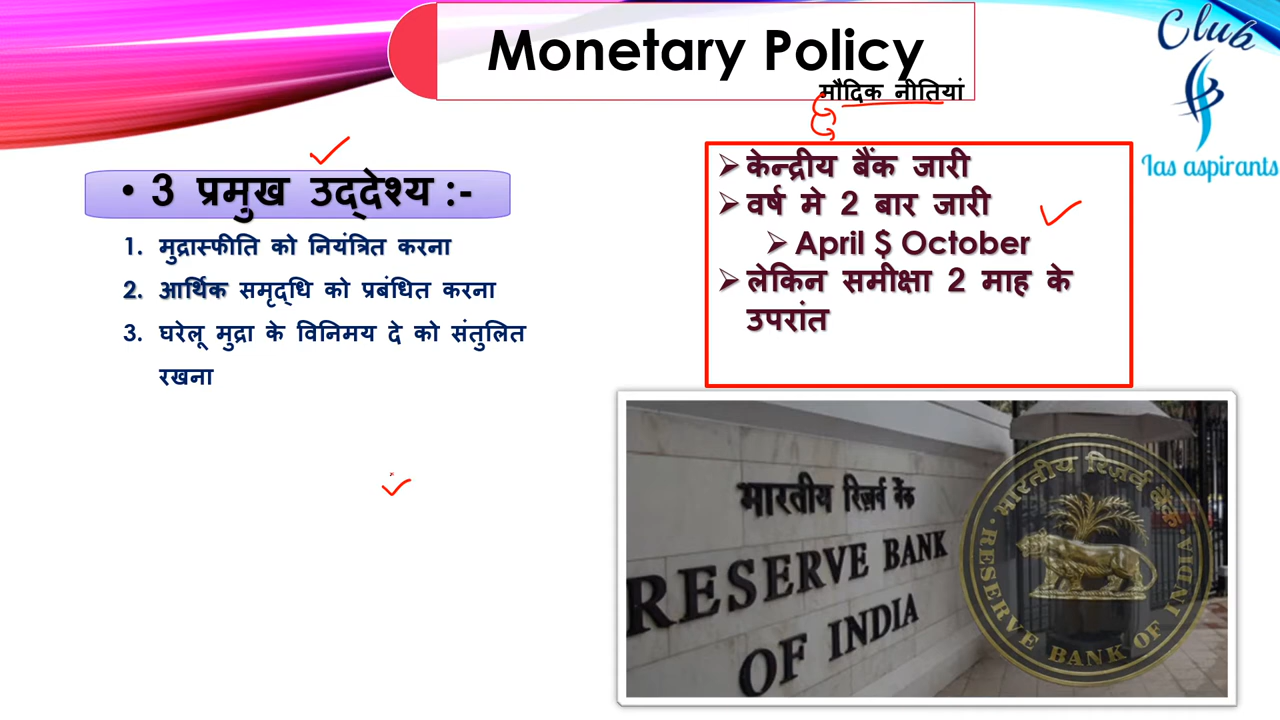 Monetary Policy
मौदिक नीतियां
Club
Ias aspirants
• 3 प्रमुख उद्देश्य :-
1. मुद्रास्फीति को नियंत्रित करना
2. आर्थिक समृद्धि को प्रबंधित करना
3. घरेलू मुद्रा के विनिमय दे को संतुलित
रखना
➢ केन्द्रीय बैंक जारी
➢ वर्ष मे 2 बार जारी
➢ April $ October
➢ लेकिन समीक्षा 2 माह के
उपरांत
भारतीय रिज़र्व बैंक
RESERVE BANK
OF INDIA
भारतीय रिज़र्व बैंक
RESERVE BANK OF INDIA